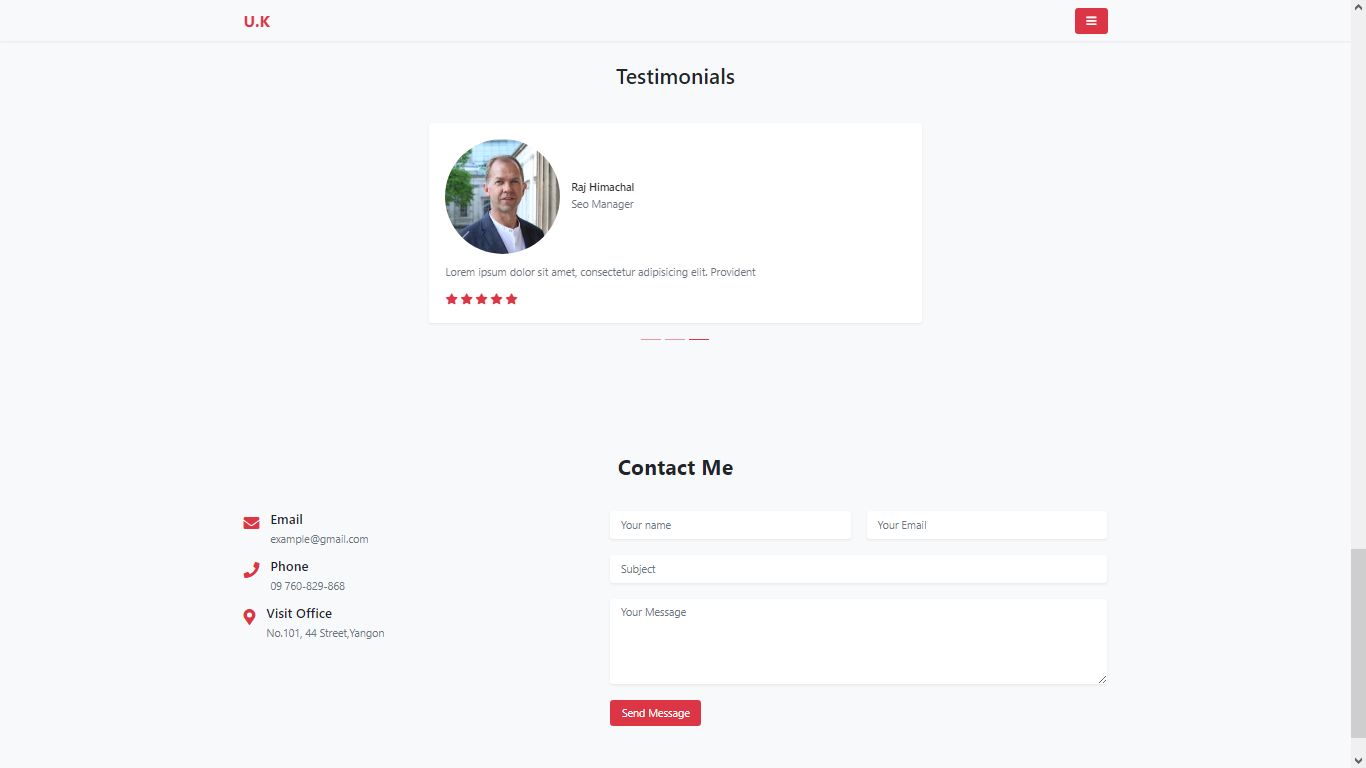 U.K
Testimonials
Raj Himachal
Seo Manager
Lorem ipsum dolor sit amet, consectetur adipisicing elit. Provident
Contact Me
Email
example@gmail.com
Phone
09 760-829-868
Visit Office
No.101, 44 Street,Yangon
Your name
Your Email
Subject
Your Message
Send Message